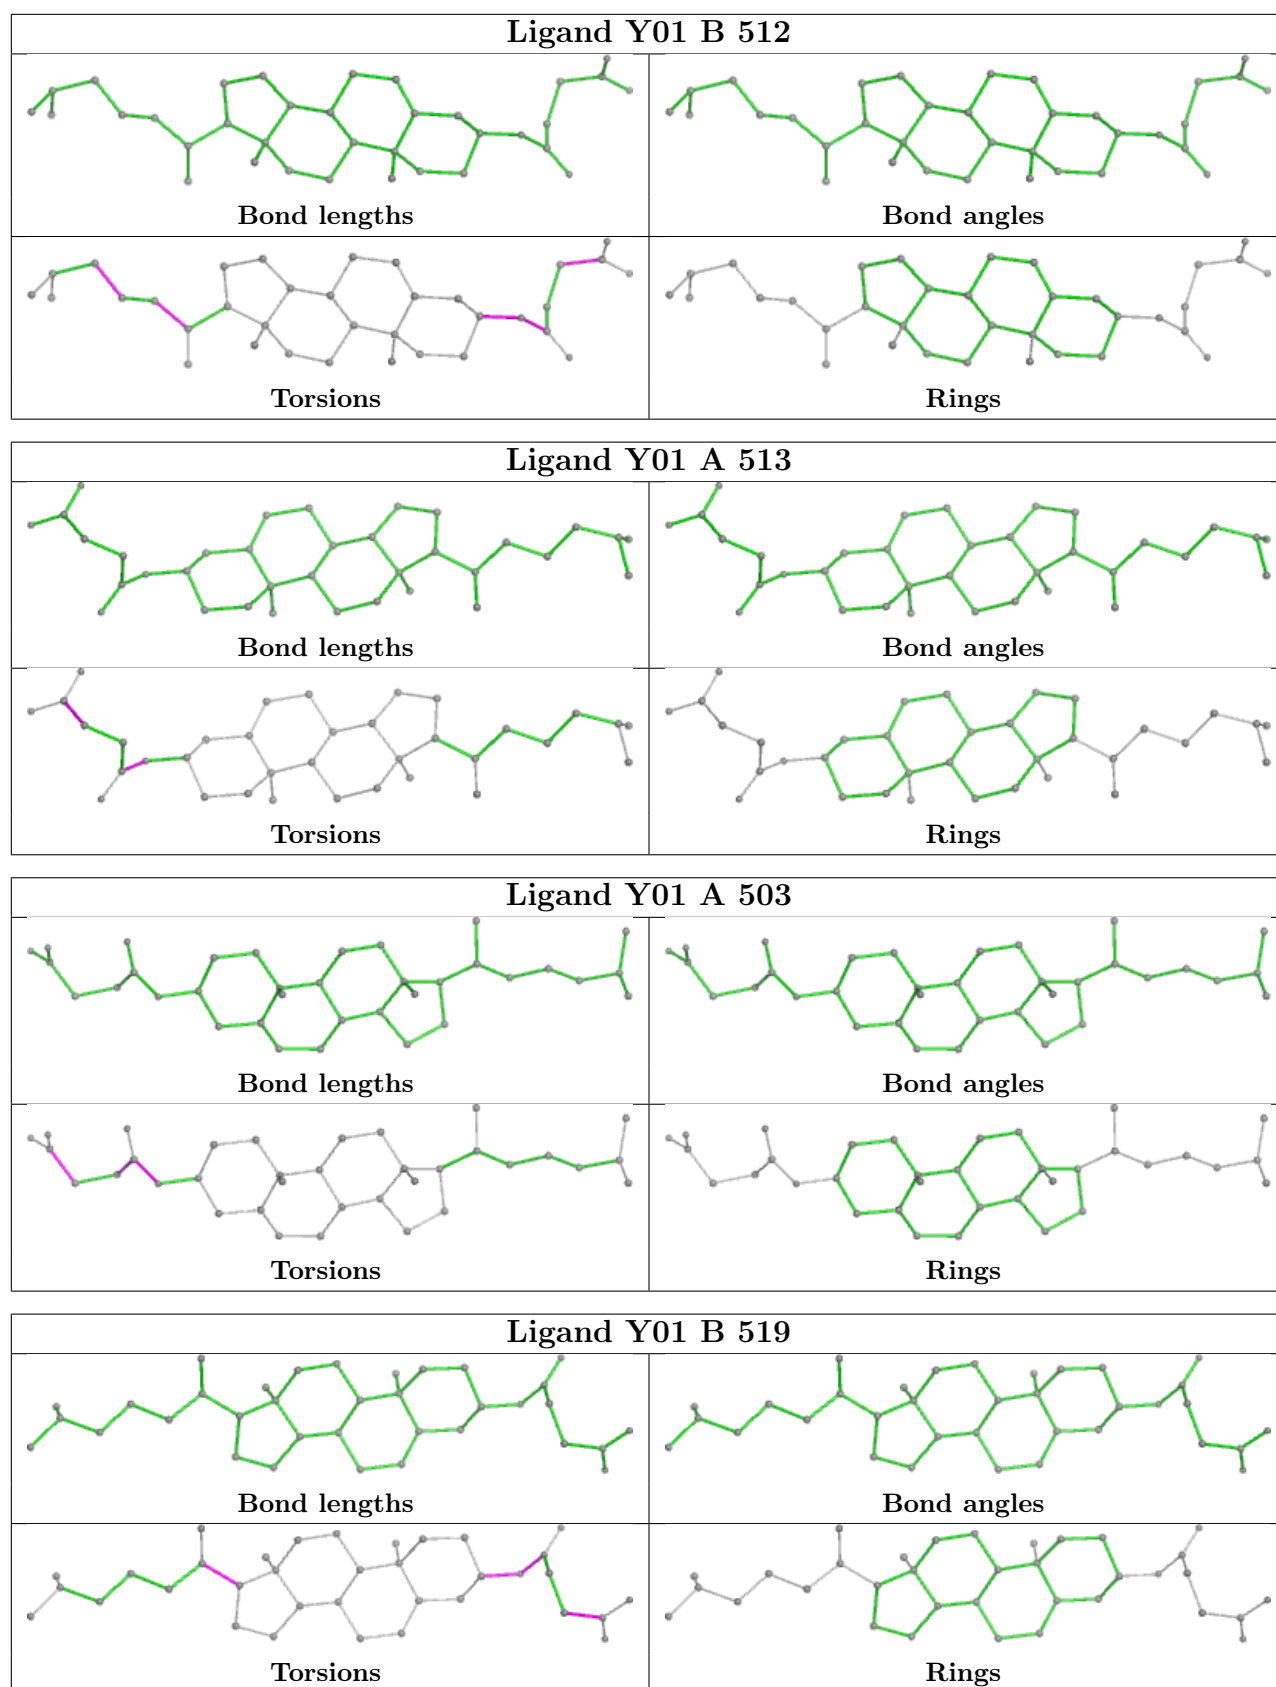 Ligand Y01 B 512
Bond lengths
Bond angles
Torsions
Rings
Ligand Y01 A 513
Bond lengths
Bond angles
Torsions
Rings
Ligand Y01 A 503
Bond lengths
Bond angles
Torsions
Rings
Ligand Y01 B 519
Bond lengths
Bond angles
Torsions
Rings